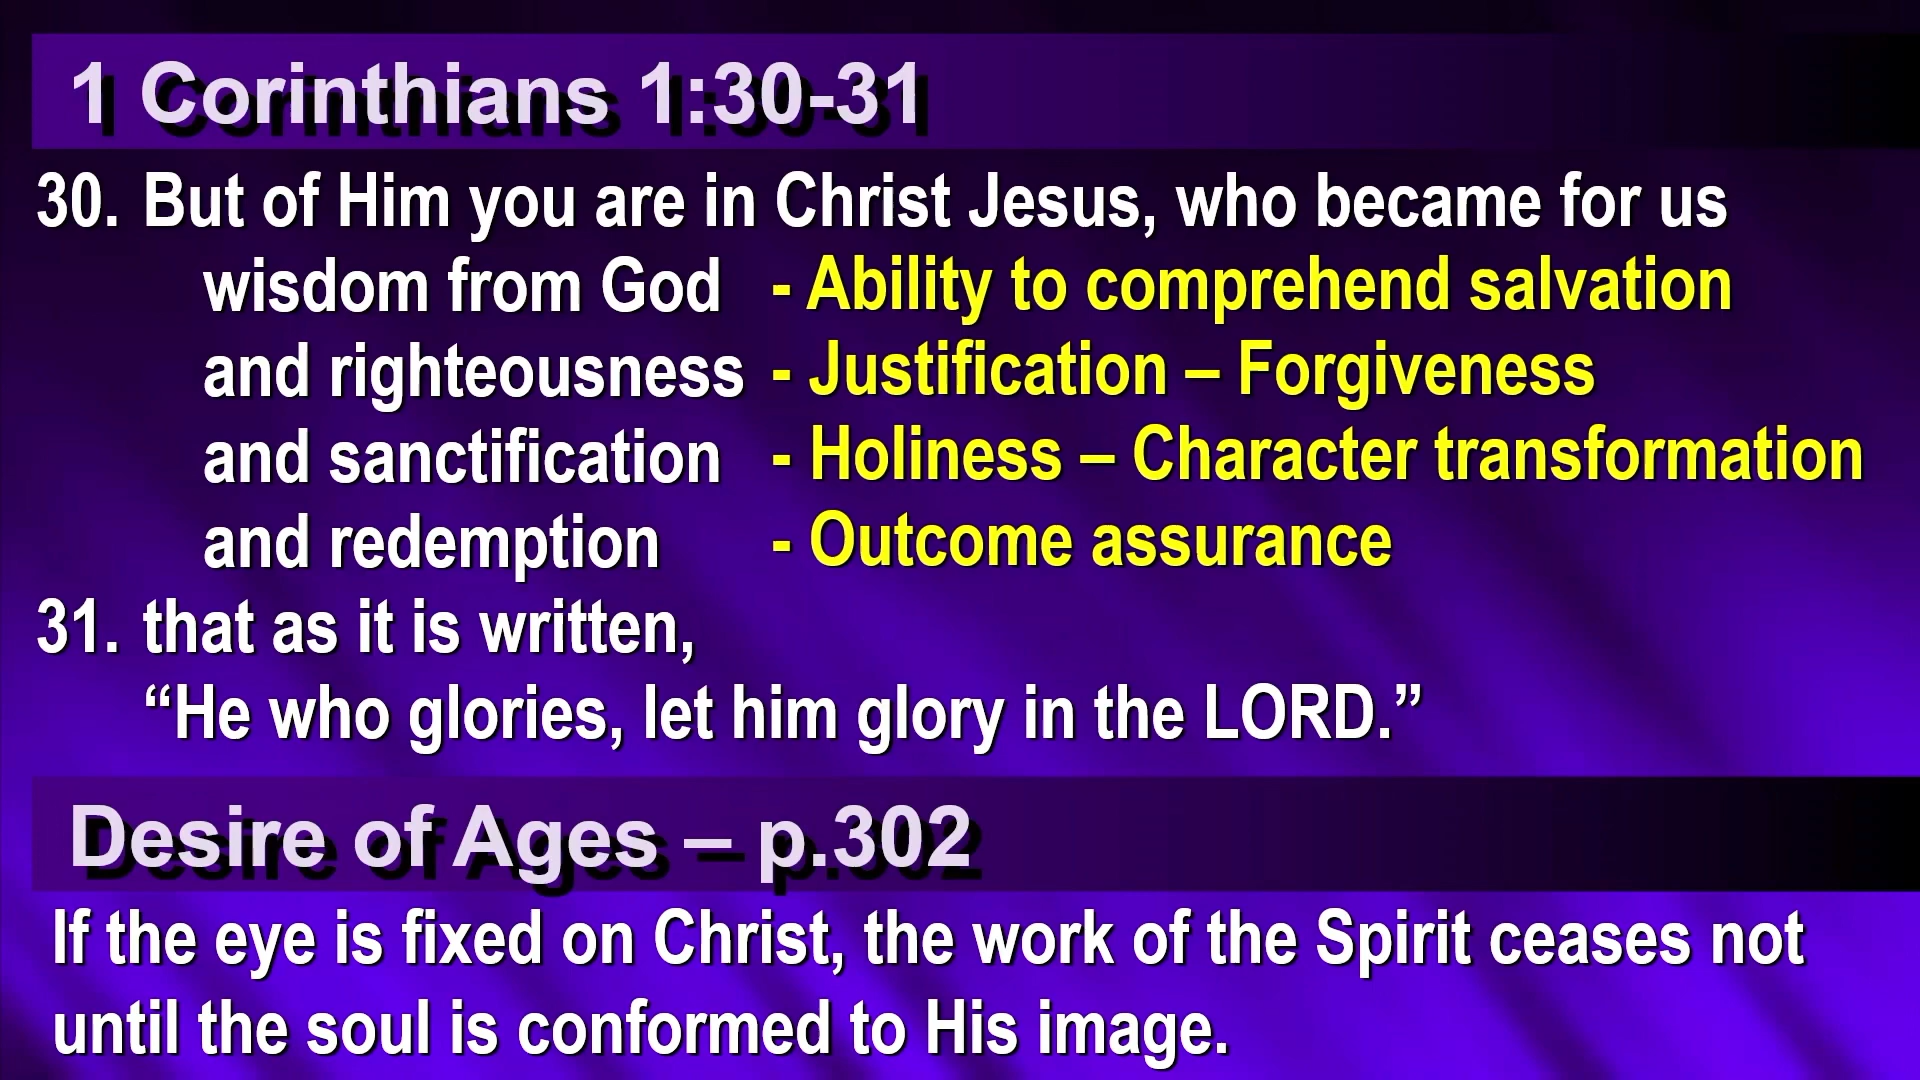 1 Corinthians 1:30-31
30. But of Him you are in Christ Jesus, who became for us
wisdom from God - Ability to comprehend salvation
and righteousness - Justification – Forgiveness
and sanctification - Holiness – Character transformation
and redemption - Outcome assurance
31. that as it is written,
“He who glories, let him glory in the LORD.”
Desire of Ages – p.302
If the eye is fixed on Christ, the work of the Spirit ceases not
until the soul is conformed to His image.